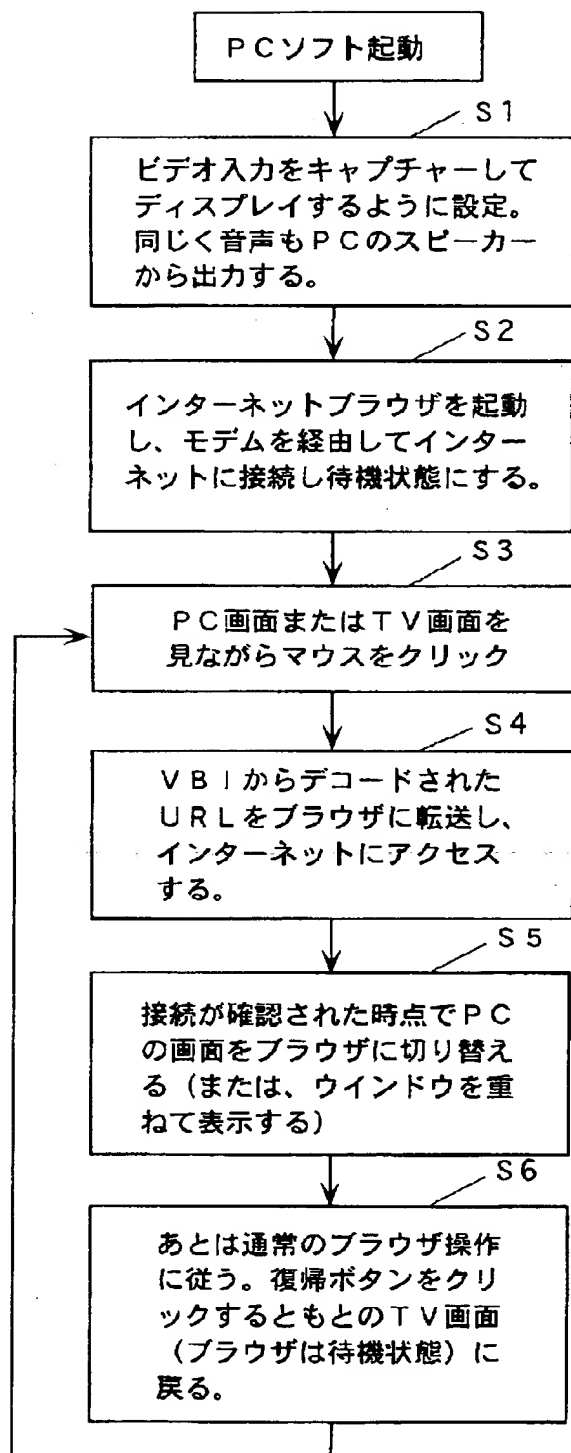 PCソフト起動
S1
ビデオ入力をキャプチャーして
ディスプレイするように設定。
同じく音声もPCのスピーカー
から出力する。
S2
インターネットブラウザを起動
し、モデムを経由してインター
ネットに接続し待機状態にする。
S3
PC画面またはTV画面を
見ながらマウスをクリック
S4
VBIからデコードされた
URLをブラウザに転送し、
インターネットにアクセス
する。
S5
接続が確認された時点でPC
の画面をブラウザに切り替え
る(または、ウインドウを重
ねて表示する)
S6
あとは通常のブラウザ操作
に従う。復帰ボタンをクリ
ックするともとのTV画面
(ブラウザは待機状態)に
戻る。